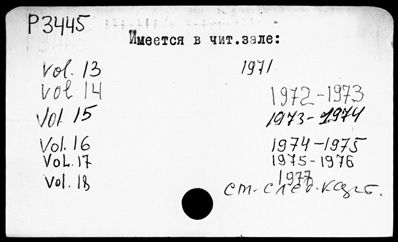 P3445
Имеется в чит.зале:
Vol. 13 1971
Vol 14 1972-1973
Vol 15 1973-1974
Vol. 16 1974-1975
Vol. 17 1975-1976
Vol. 18 1977
см. след. карт.